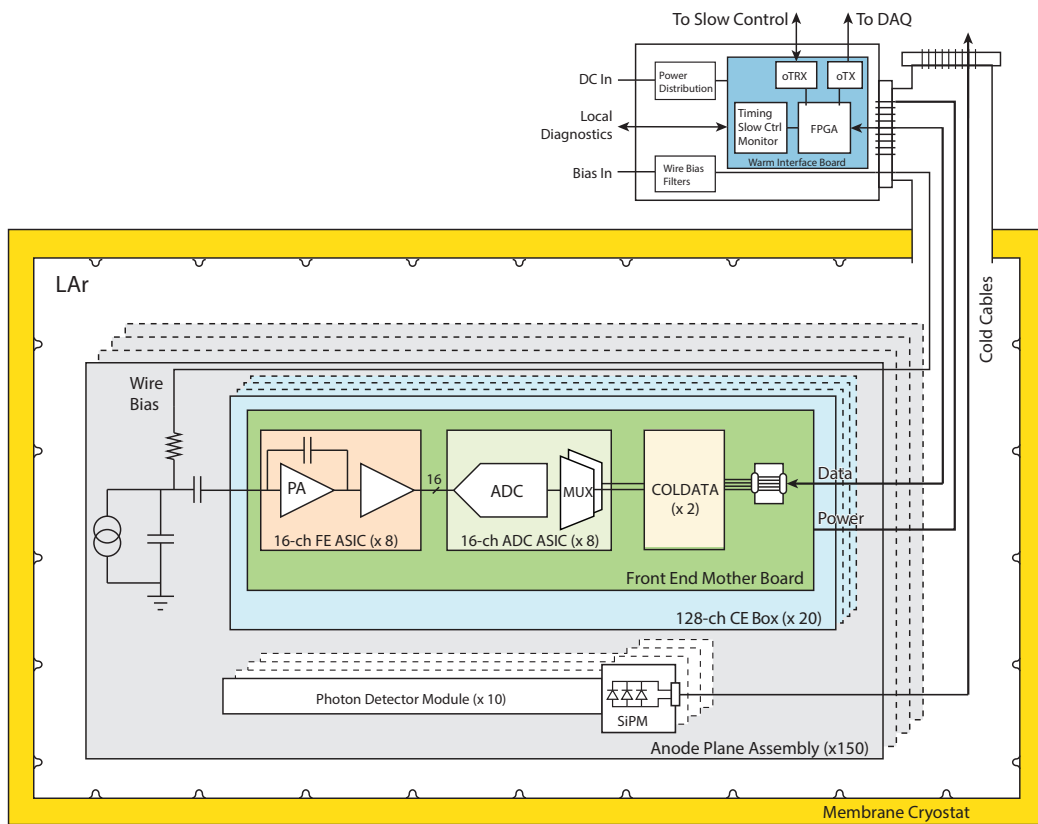 To Slow Control
To DAQ
oTRX
oTX
DC In
Power
Distribution
Local
Diagnostics
Timing
Slow Ctrl
Monitor
FPGA
Warm Interface Board
Bias In
Wire Bias
Filters
LAr
Cold Cables
Wire
Bias
PA
16
ADC
MUX
COLDATA
(x 2)
Data
Power
16-ch FE ASIC (x 8)
16-ch ADC ASIC (x 8)
Front End Mother Board
128-ch CE Box (x 20)
Photon Detector Module (x 10)
SiPM
Anode Plane Assembly (x150)
Membrane Cryostat